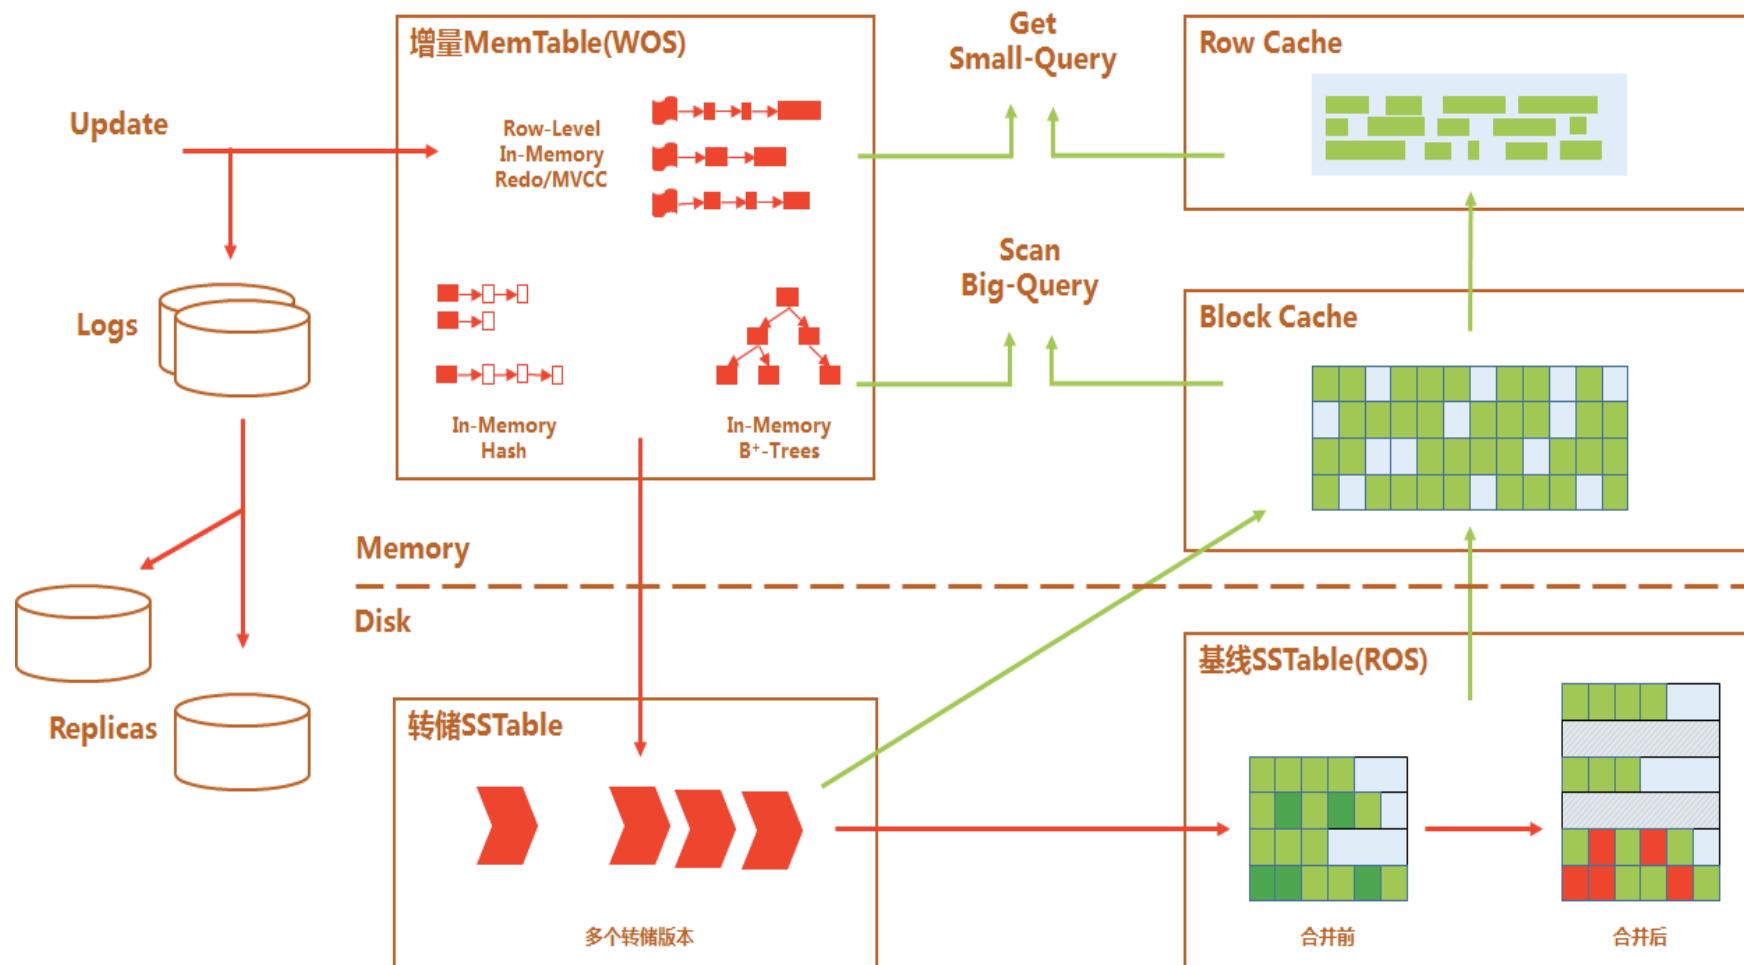 增量MemTable(WOS)
Get
Small-Query
Row Cache
Update
Row-Level
In-Memory
Redo/MVCC
Scan
Big-Query
Logs
Block Cache
In-Memory
Hash
In-Memory
B⁺-Trees
Memory
Disk
基线SSTable(ROS)
Replicas
转储SSTable
多个转储版本
合并前
合并后